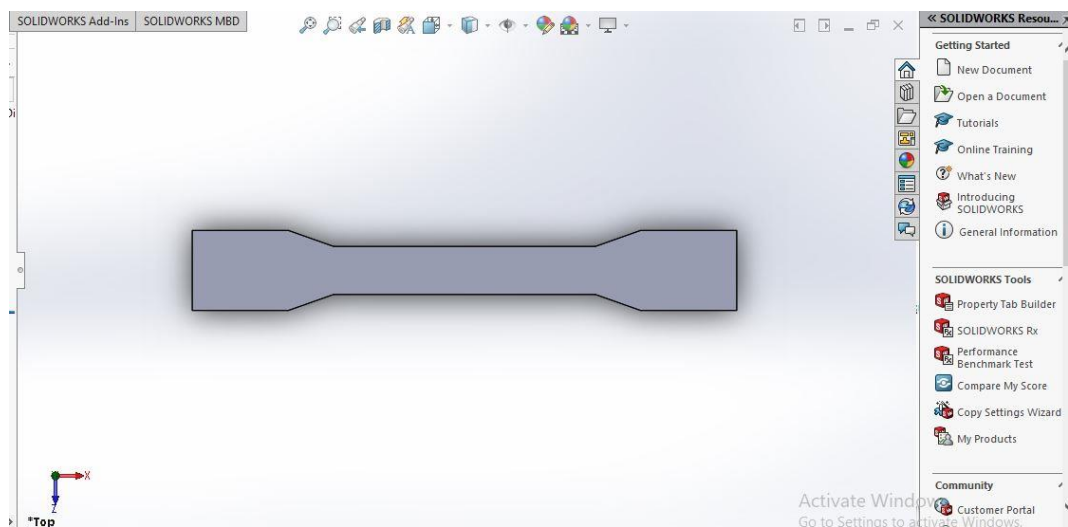 SOLIDWORKS Add-Ins SOLIDWORKS MBD
« SOLIDWORKS Resou...
Getting Started
New Document
Open a Document
Tutorials
Online Training
What's New
Introducing
SOLIDWORKS
General Information
SOLIDWORKS Tools
Property Tab Builder
SOLIDWORKS Rx
Performance
Benchmark Test
Compare My Score
Copy Settings Wizard
My Products
Community
Customer Portal
X
Z
*Top
Activate Windows
Go to Settings to activate Windows.